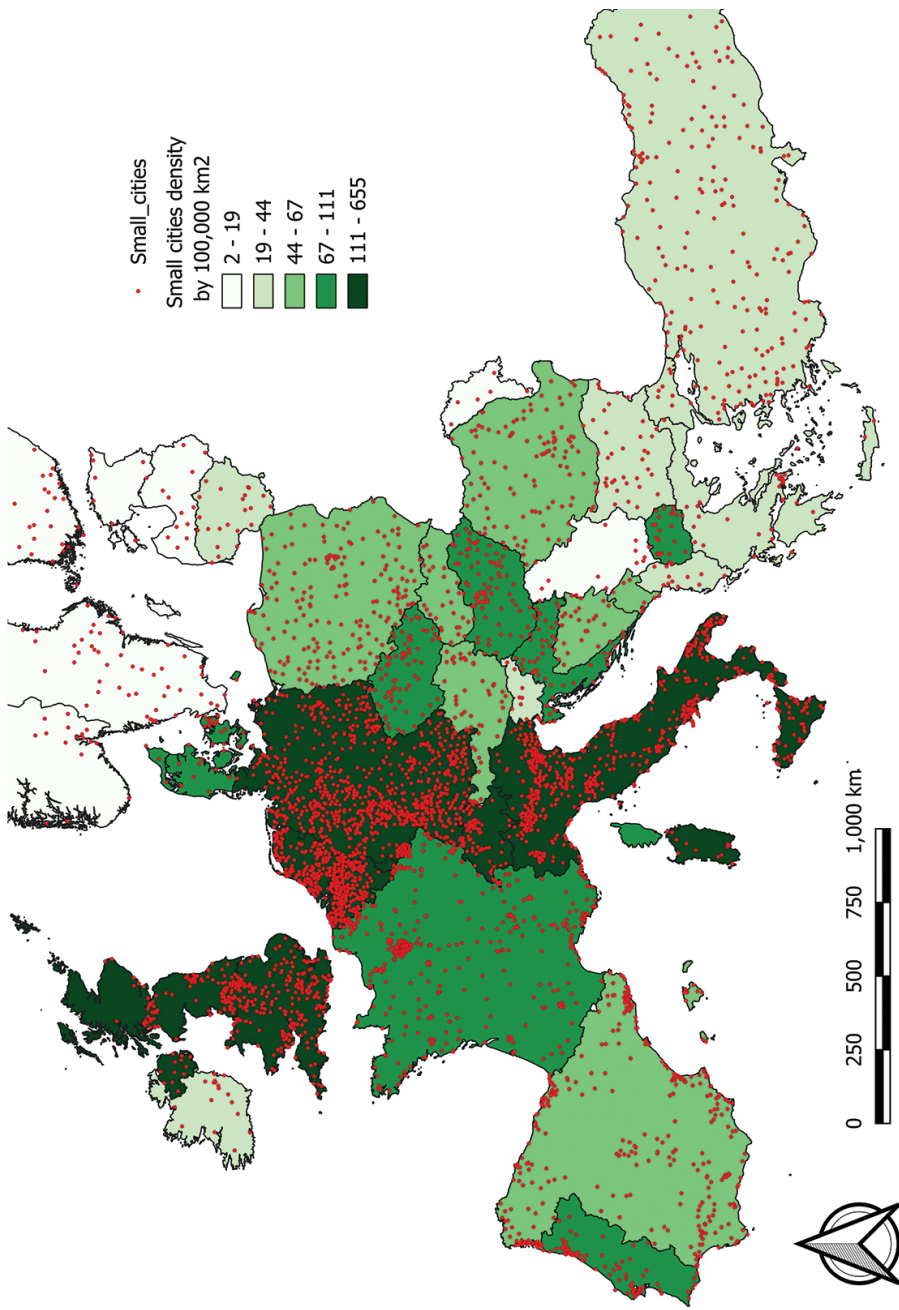 Small_cities
Small cities density
by 100,000 km2
2 - 19
19 - 44
44 - 67
67 - 111
111 - 655
0 250 500 750 1,000 km